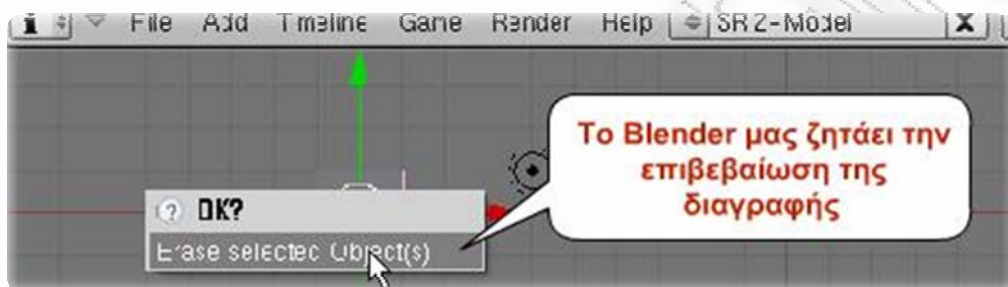 File Add Timeline Game Render Help SR:2-Model X
Το Blender μας ζητάει την
επιβεβαίωση της
διαγραφής
OK?
Erase selected Object(s)